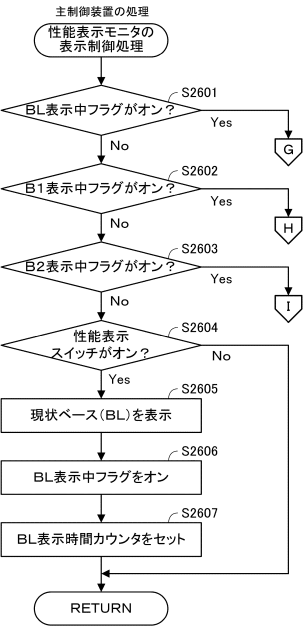 主制御装置の処理
性能表示モニタの
表示制御処理
S2601
BL表示中フラグがオン？
Yes
G
No
S2602
B1表示中フラグがオン？
Yes
H
No
S2603
B2表示中フラグがオン？
Yes
I
No
S2604
性能表示
スイッチがオン？
No
Yes
S2605
現状ベース（BL）を表示
S2606
BL表示中フラグをオン
S2607
BL表示時間カウンタをセット
RETURN